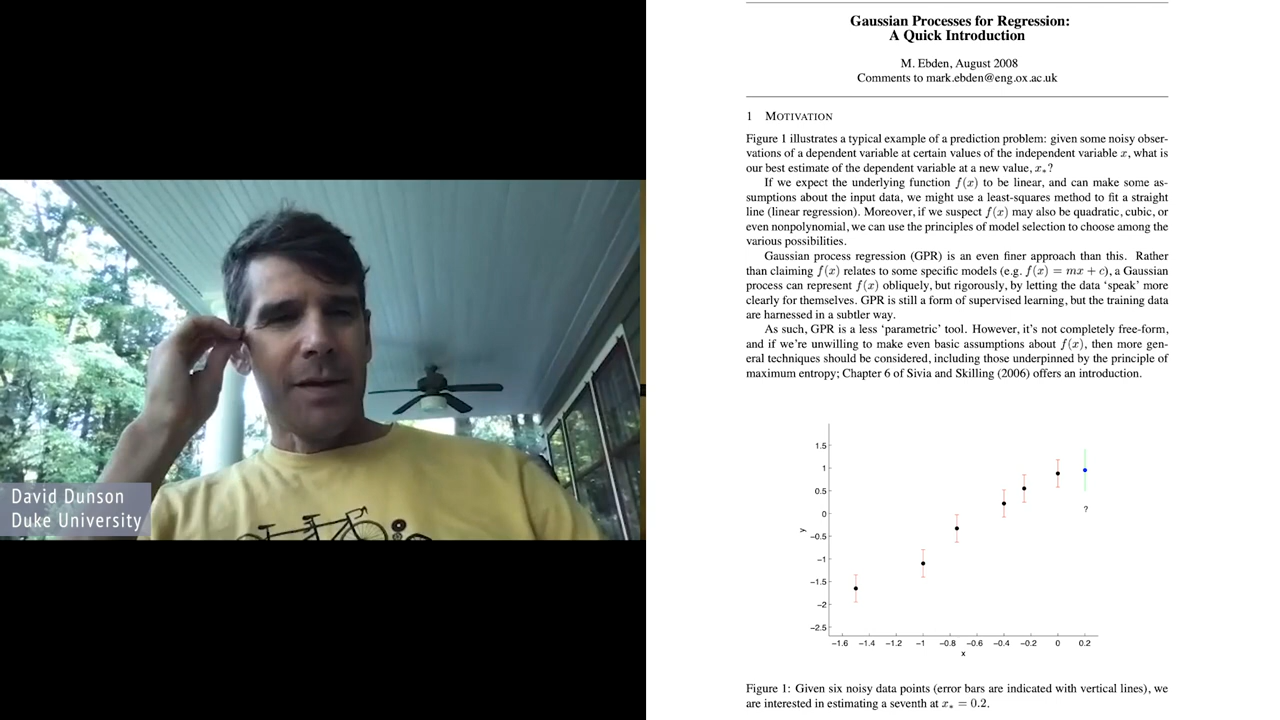 David Dunson
Duke University
Gaussian Processes for Regression:
A Quick Introduction
M. Ebden, August 2008
Comments to mark.ebden@eng.ox.ac.uk
1 MOTIVATION
Figure 1 illustrates a typical example of a prediction problem: given some noisy obser-
vations of a dependent variable at certain values of the independent variable x, what is
our best estimate of the dependent variable at a new value, x∗?
If we expect the underlying function f(x) to be linear, and can make some as-
sumptions about the input data, we might use a least-squares method to fit a straight
line (linear regression). Moreover, if we suspect f(x) may also be quadratic, cubic, or
even nonpolynomial, we can use the principles of model selection to choose among the
various possibilities.
Gaussian process regression (GPR) is an even finer approach than this. Rather
than claiming f(x) relates to some specific models (e.g. f(x) = mx + c), a Gaussian
process can represent f(x) obliquely, but rigorously, by letting the data ‘speak’ more
clearly for themselves. GPR is still a form of supervised learning, but the training data
are harnessed in a subtler way.
As such, GPR is a less ‘parametric’ tool. However, it’s not completely free-form,
and if we’re unwilling to make even basic assumptions about f(x), then more gen-
eral techniques should be considered, including those underpinned by the principle of
maximum entropy; Chapter 6 of Sivia and Skilling (2006) offers an introduction.
1.5
1
0.5
0
−0.5
−1
−1.5
−2
−2.5
y
?
−1.6 −1.4 −1.2 −1 −0.8 −0.6 −0.4 −0.2 0 0.2
x
Figure 1: Given six noisy data points (error bars are indicated with vertical lines), we
are interested in estimating a seventh at x∗ = 0.2.